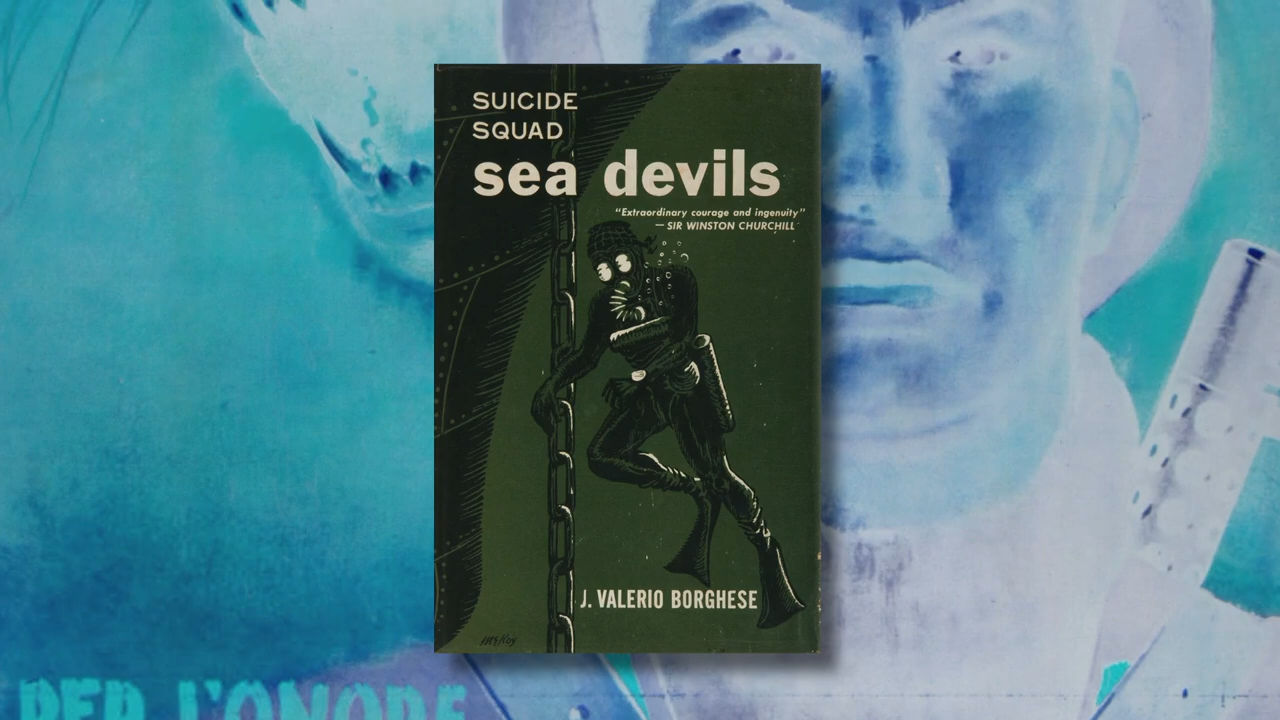 SUICIDE
SQUAD
sea devils
“Extraordinary courage and ingenuity”
— SIR WINSTON CHURCHILL
J. VALERIO BORGHESE
PER L'ONORE